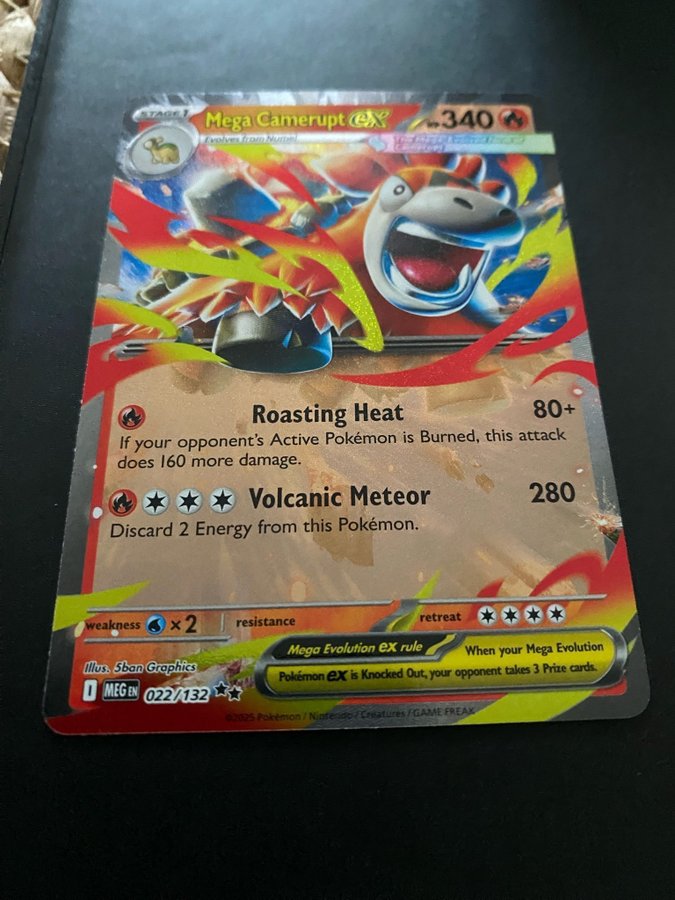 STAGE 1
Mega Camerupt ex
HP 340
Evolves from Numel
Roasting Heat 80+
If your opponent's Active Pokémon is Burned, this attack
does 160 more damage.
Volcanic Meteor 280
Discard 2 Energy from this Pokémon.
weakness ×2 resistance retreat
Mega Evolution ex rule When your Mega Evolution
Pokémon ex is Knocked Out, your opponent takes 3 Prize cards.
Illus. 5ban Graphics
I MEG EN 022/132
©2025 Pokémon / Nintendo / Creatures / GAME FREAK